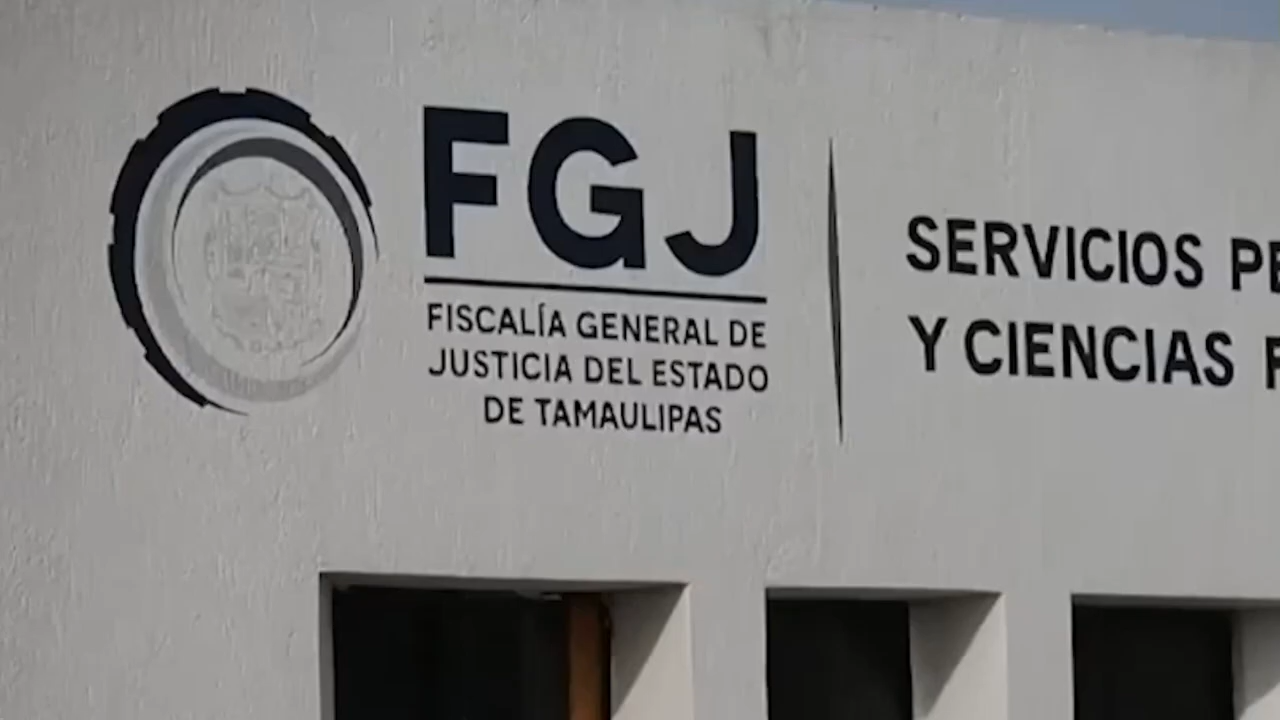 FGJ
FISCALÍA GENERAL DE
JUSTICIA DEL ESTADO
DE TAMAULIPAS
SERVICIOS
Y CIENCIAS